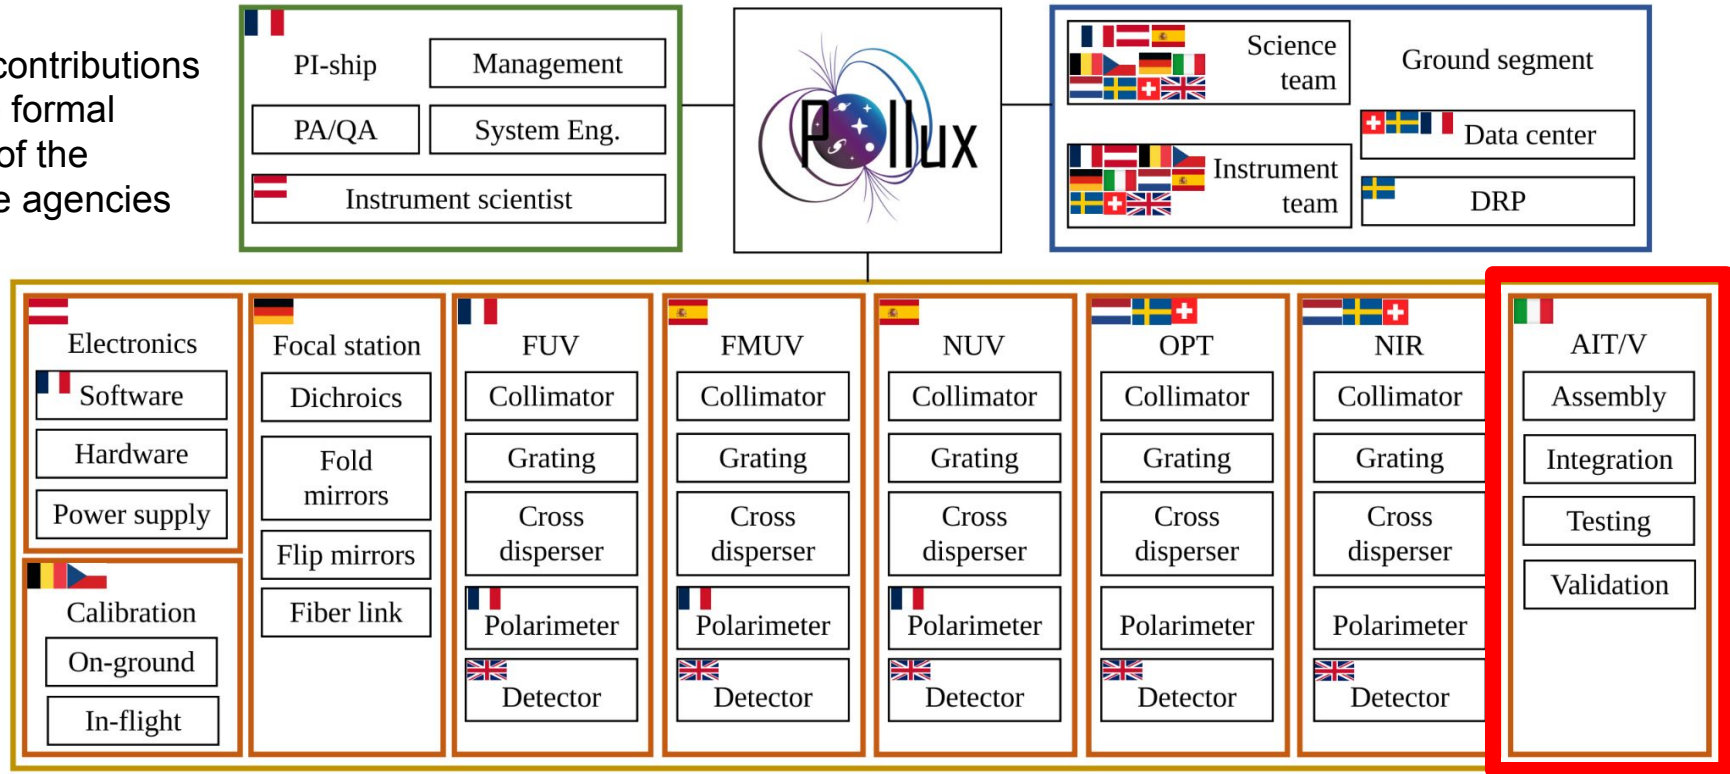 contributions
formal
of the
e agencies
PI-ship
Management
PA/QA
System Eng.
Instrument scientist
Pollux
Science
team
Ground segment
Data center
Instrument
team
DRP
Electronics
Software
Hardware
Power supply
Calibration
On-ground
In-flight
Focal station
Dichroics
Fold
mirrors
Flip mirrors
Fiber link
FUV
Collimator
Grating
Cross
disperser
Polarimeter
Detector
FMUV
Collimator
Grating
Cross
disperser
Polarimeter
Detector
NUV
Collimator
Grating
Cross
disperser
Polarimeter
Detector
OPT
Collimator
Grating
Cross
disperser
Polarimeter
Detector
NIR
Collimator
Grating
Cross
disperser
Polarimeter
Detector
AIT/V
Assembly
Integration
Testing
Validation